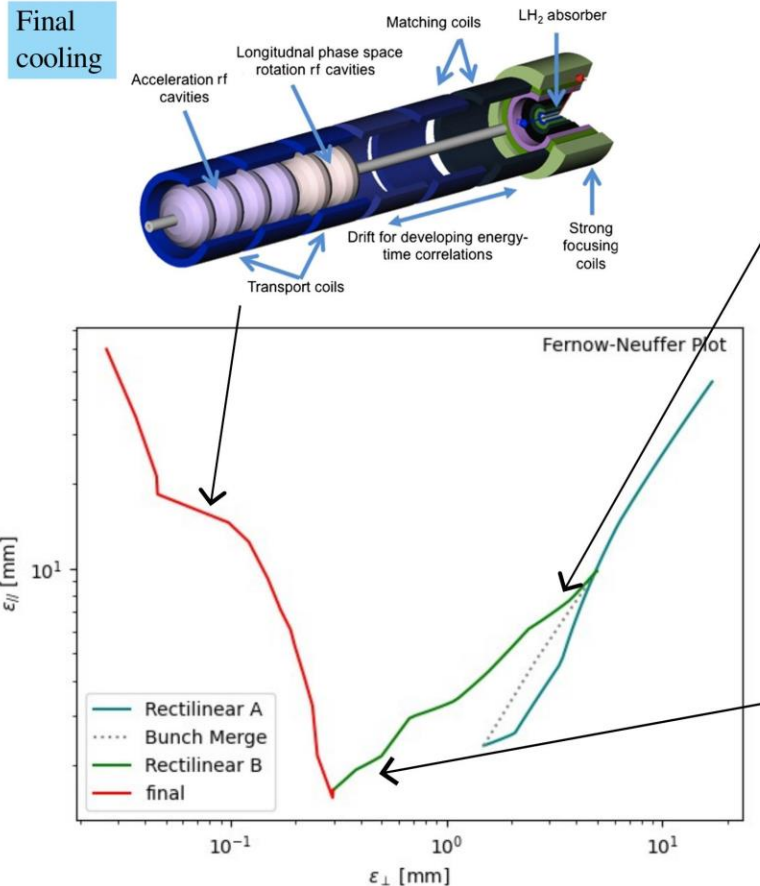 Final
cooling
Matching coils
LH₂ absorber
Longitudnal phase space
rotation rf cavities
Acceleration rf
cavities
Drift for developing energy-
time correlations
Strong
focusing
coils
Transport coils
Fernow-Neuffer Plot
ε// [mm]
10¹
Rectilinear A
Bunch Merge
Rectilinear B
final
10⁻¹
10⁰
10¹
ε⊥ [mm]